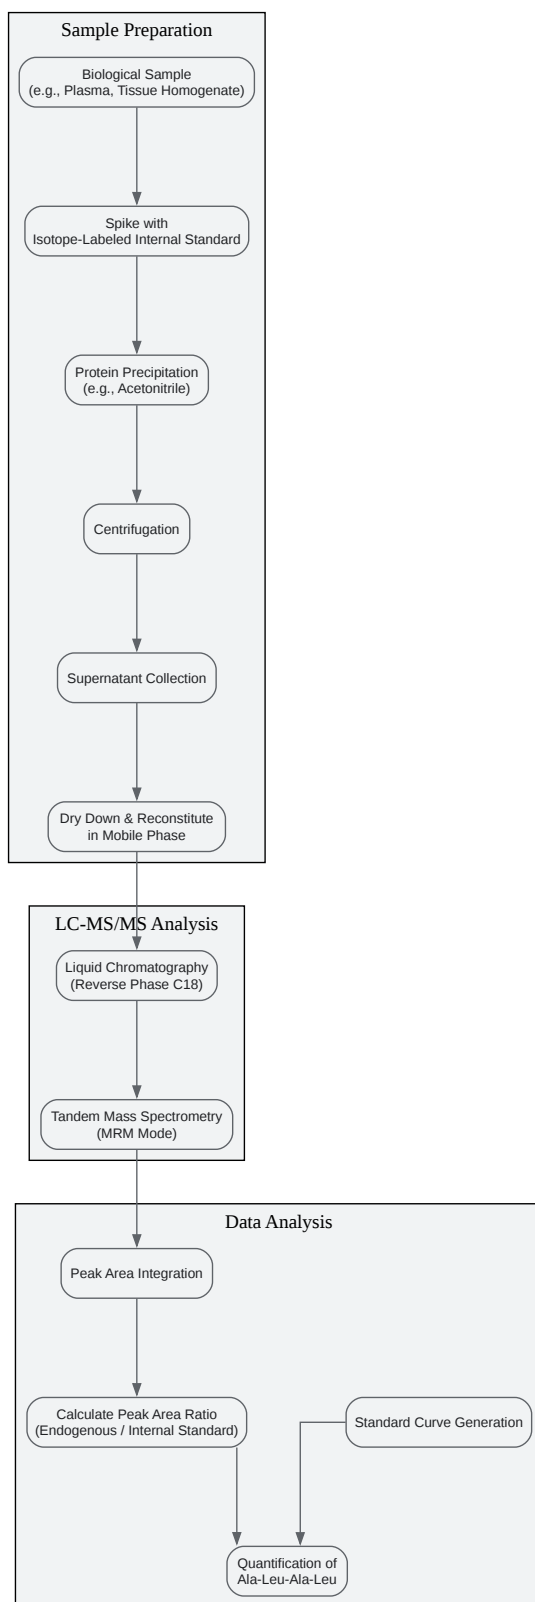 Sample Preparation
Biological Sample
(e.g., Plasma, Tissue Homogenate)
Spike with
Isotope-Labeled Internal Standard
Protein Precipitation
(e.g., Acetonitrile)
Centrifugation
Supernatant Collection
Dry Down & Reconstitute
in Mobile Phase
LC-MS/MS Analysis
Liquid Chromatography
(Reverse Phase C18)
Tandem Mass Spectrometry
(MRM Mode)
Data Analysis
Peak Area Integration
Calculate Peak Area Ratio
(Endogenous / Internal Standard)
Standard Curve Generation
Quantification of
Ala-Leu-Ala-Leu